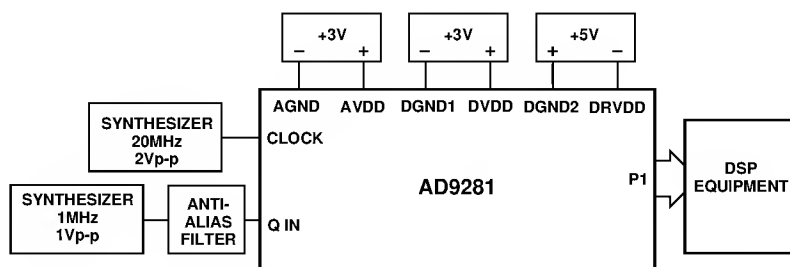 +3V
+3V
+5V
− +
− +
+ −
AGND AVDD DGND1 DVDD DGND2 DRVDD
SYNTHESIZER
20MHz
2Vp-p
CLOCK
AD9281
P1
DSP
EQUIPMENT
SYNTHESIZER
1MHz
1Vp-p
ANTI-
ALIAS
FILTER
Q IN